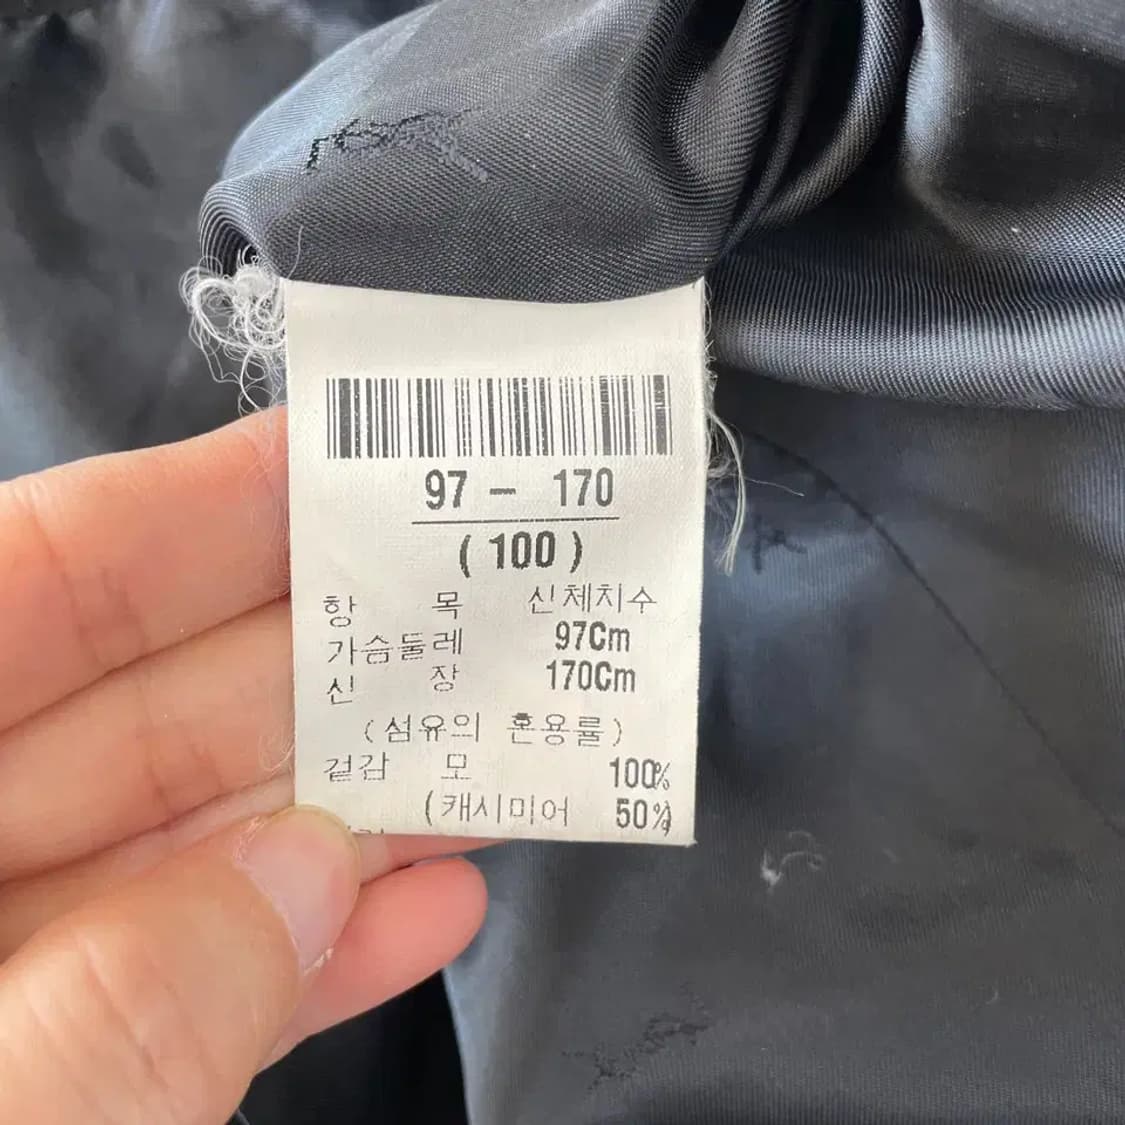 97 - 170
( 100 )
항 목 신체치수
가슴둘레 97Cm
신 장 170Cm
(섬유의 혼용률)
겉감 모 100%
(캐시미어 50%)